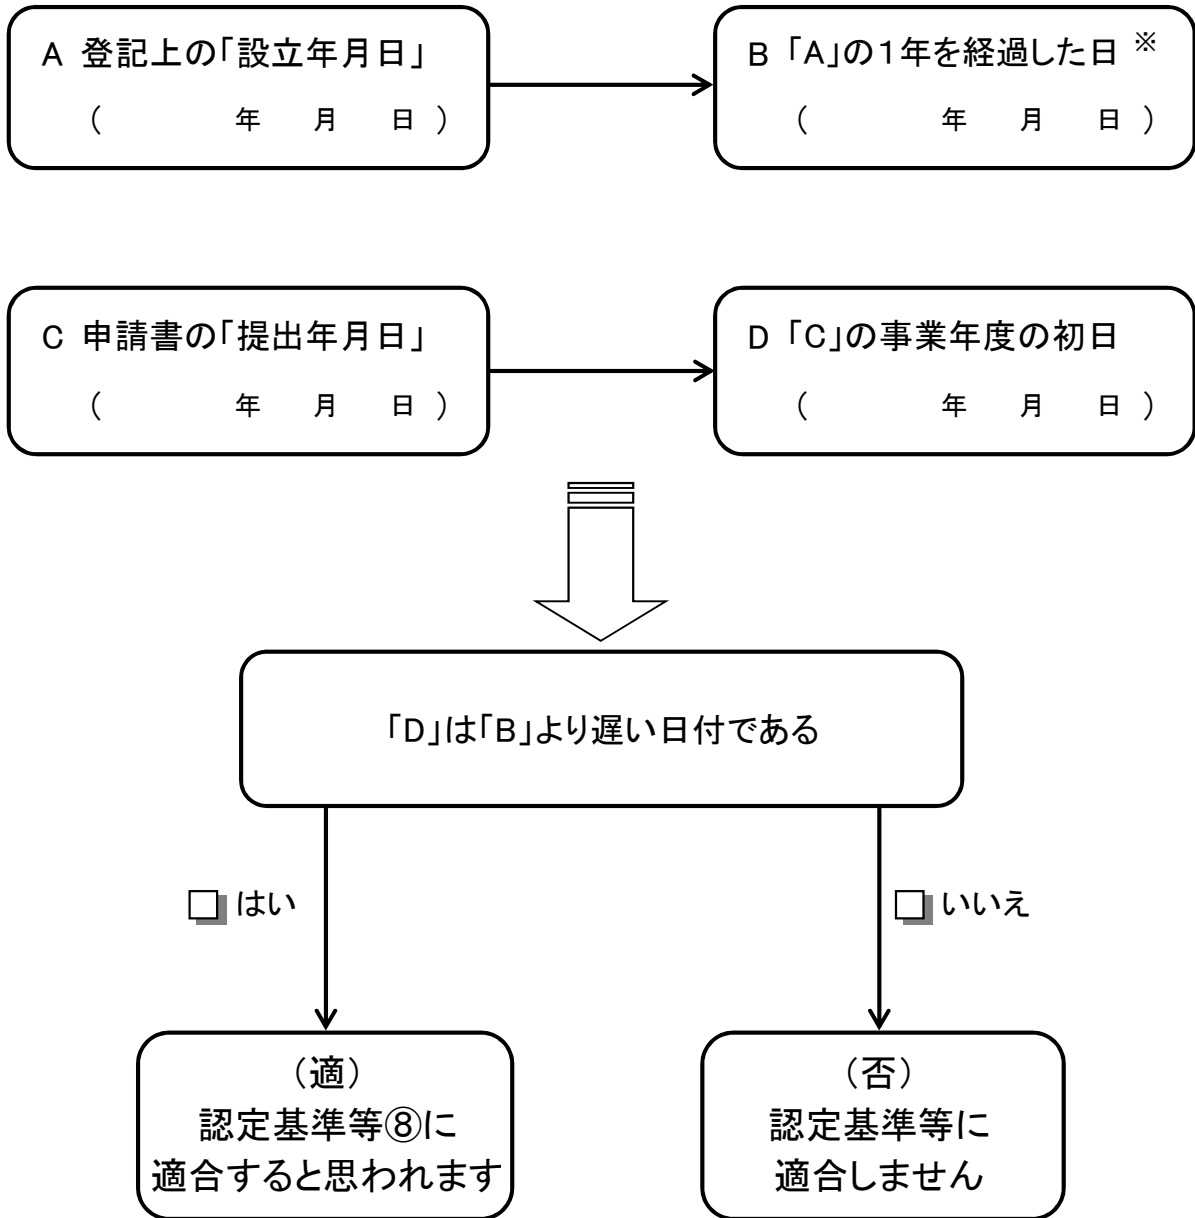 A 登記上の「設立年月日」
（　　年　月　日）
B 「A」の１年を経過した日 ※
（　　年　月　日）
C 申請書の「提出年月日」
（　　年　月　日）
D 「C」の事業年度の初日
（　　年　月　日）
「D」は「B」より遅い日付である
□ はい
□ いいえ
（適）
認定基準等⑧に
適合すると思われます
（否）
認定基準等に
適合しません